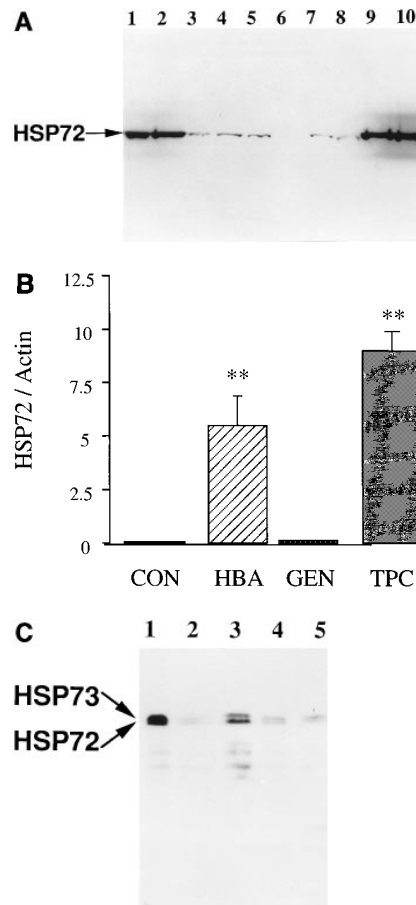 A
1 2 3 4 5 6 7 8 9 10
HSP72
B
12.5
10
7.5
5
2.5
0
HSP72 / Actin
**
**
CON HBA GEN TPC
C
1 2 3 4 5
HSP73
HSP72